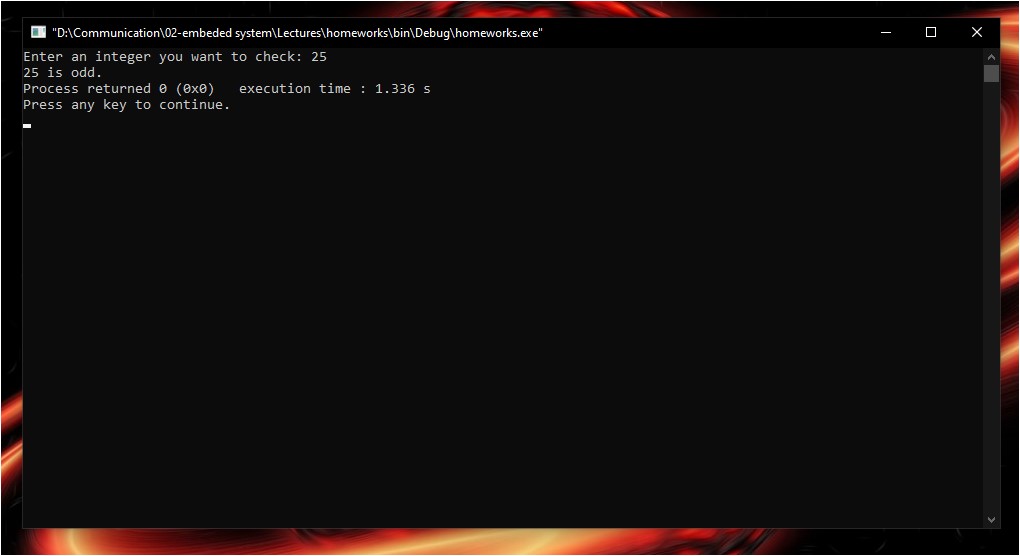 "D:\Communication\02-embeded system\Lectures\homeworks\bin\Debug\homeworks.exe"
Enter an integer you want to check: 25
25 is odd.
Process returned 0 (0x0)   execution time : 1.336 s
Press any key to continue.